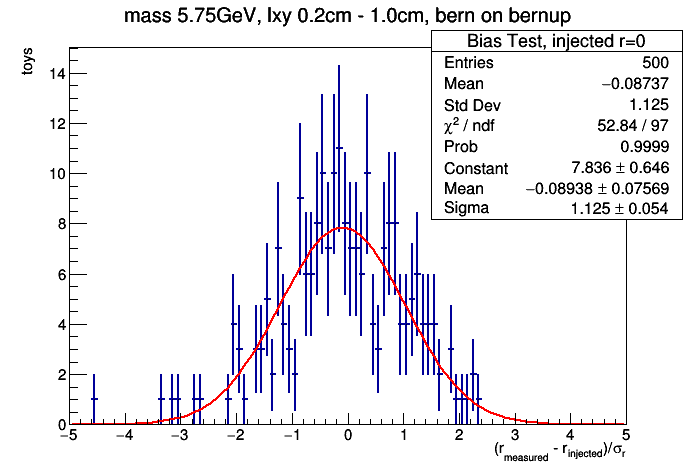 mass 5.75GeV, lxy 0.2cm - 1.0cm, bern on bernup
Bias Test, injected r=0
Entries 500
Mean −0.08737
Std Dev 1.125
χ² / ndf 52.84 / 97
Prob 0.9999
Constant 7.836 ± 0.646
Mean −0.08938 ± 0.07569
Sigma 1.125 ± 0.054
toys
14
12
10
8
6
4
2
0
−5 −4 −3 −2 −1 0 1 2 3 4 5
(r_measured - r_injected)/σ_r